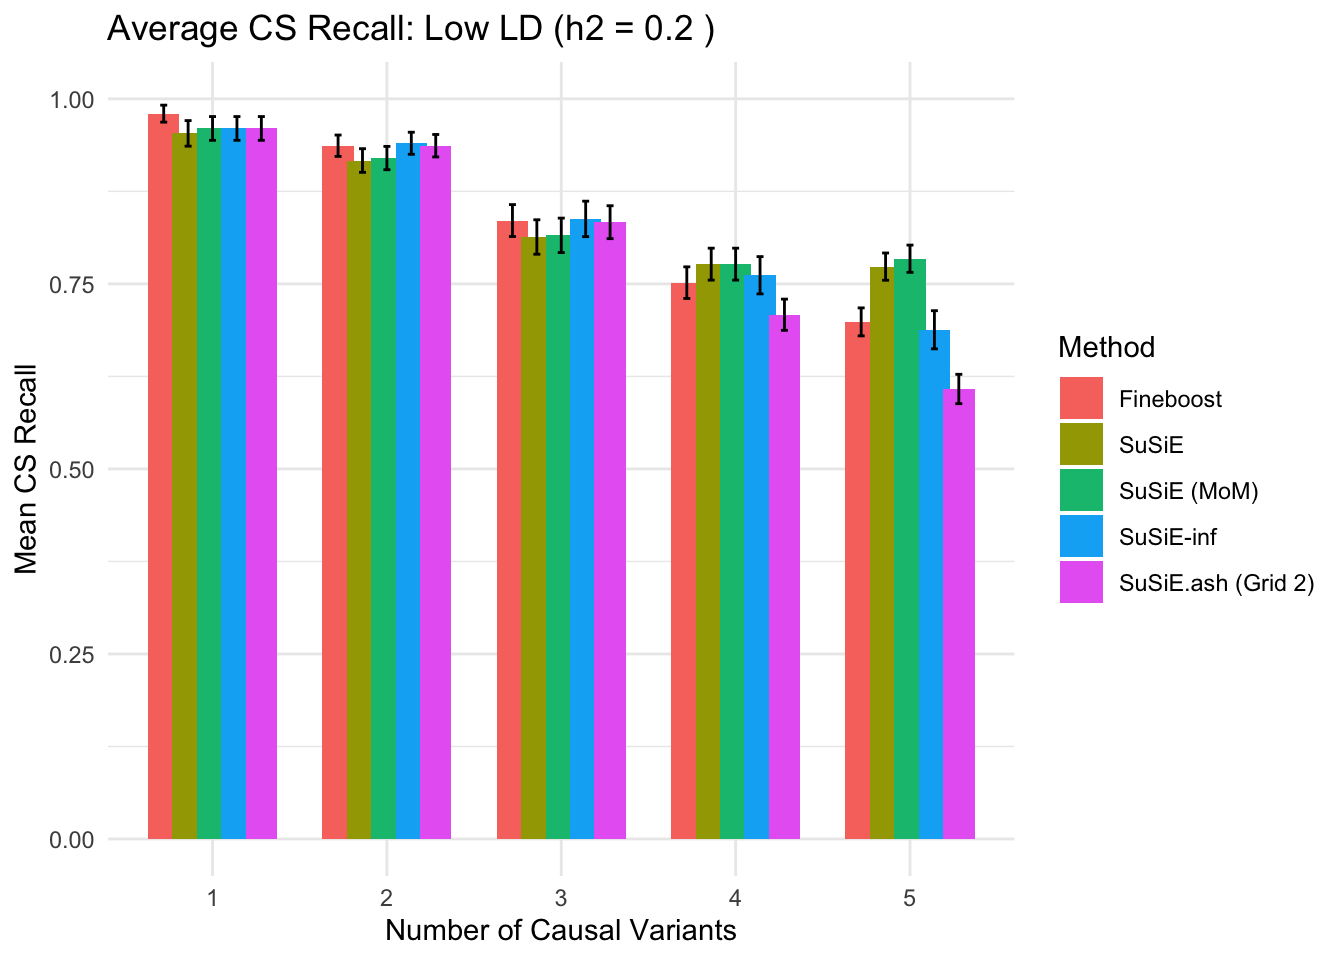 Average CS Recall: Low LD (h2 = 0.2 )
Mean CS Recall
1.00
0.75
0.50
0.25
0.00
1 2 3 4 5
Number of Causal Variants
Method
Fineboost
SuSiE
SuSiE (MoM)
SuSiE-inf
SuSiE.ash (Grid 2)